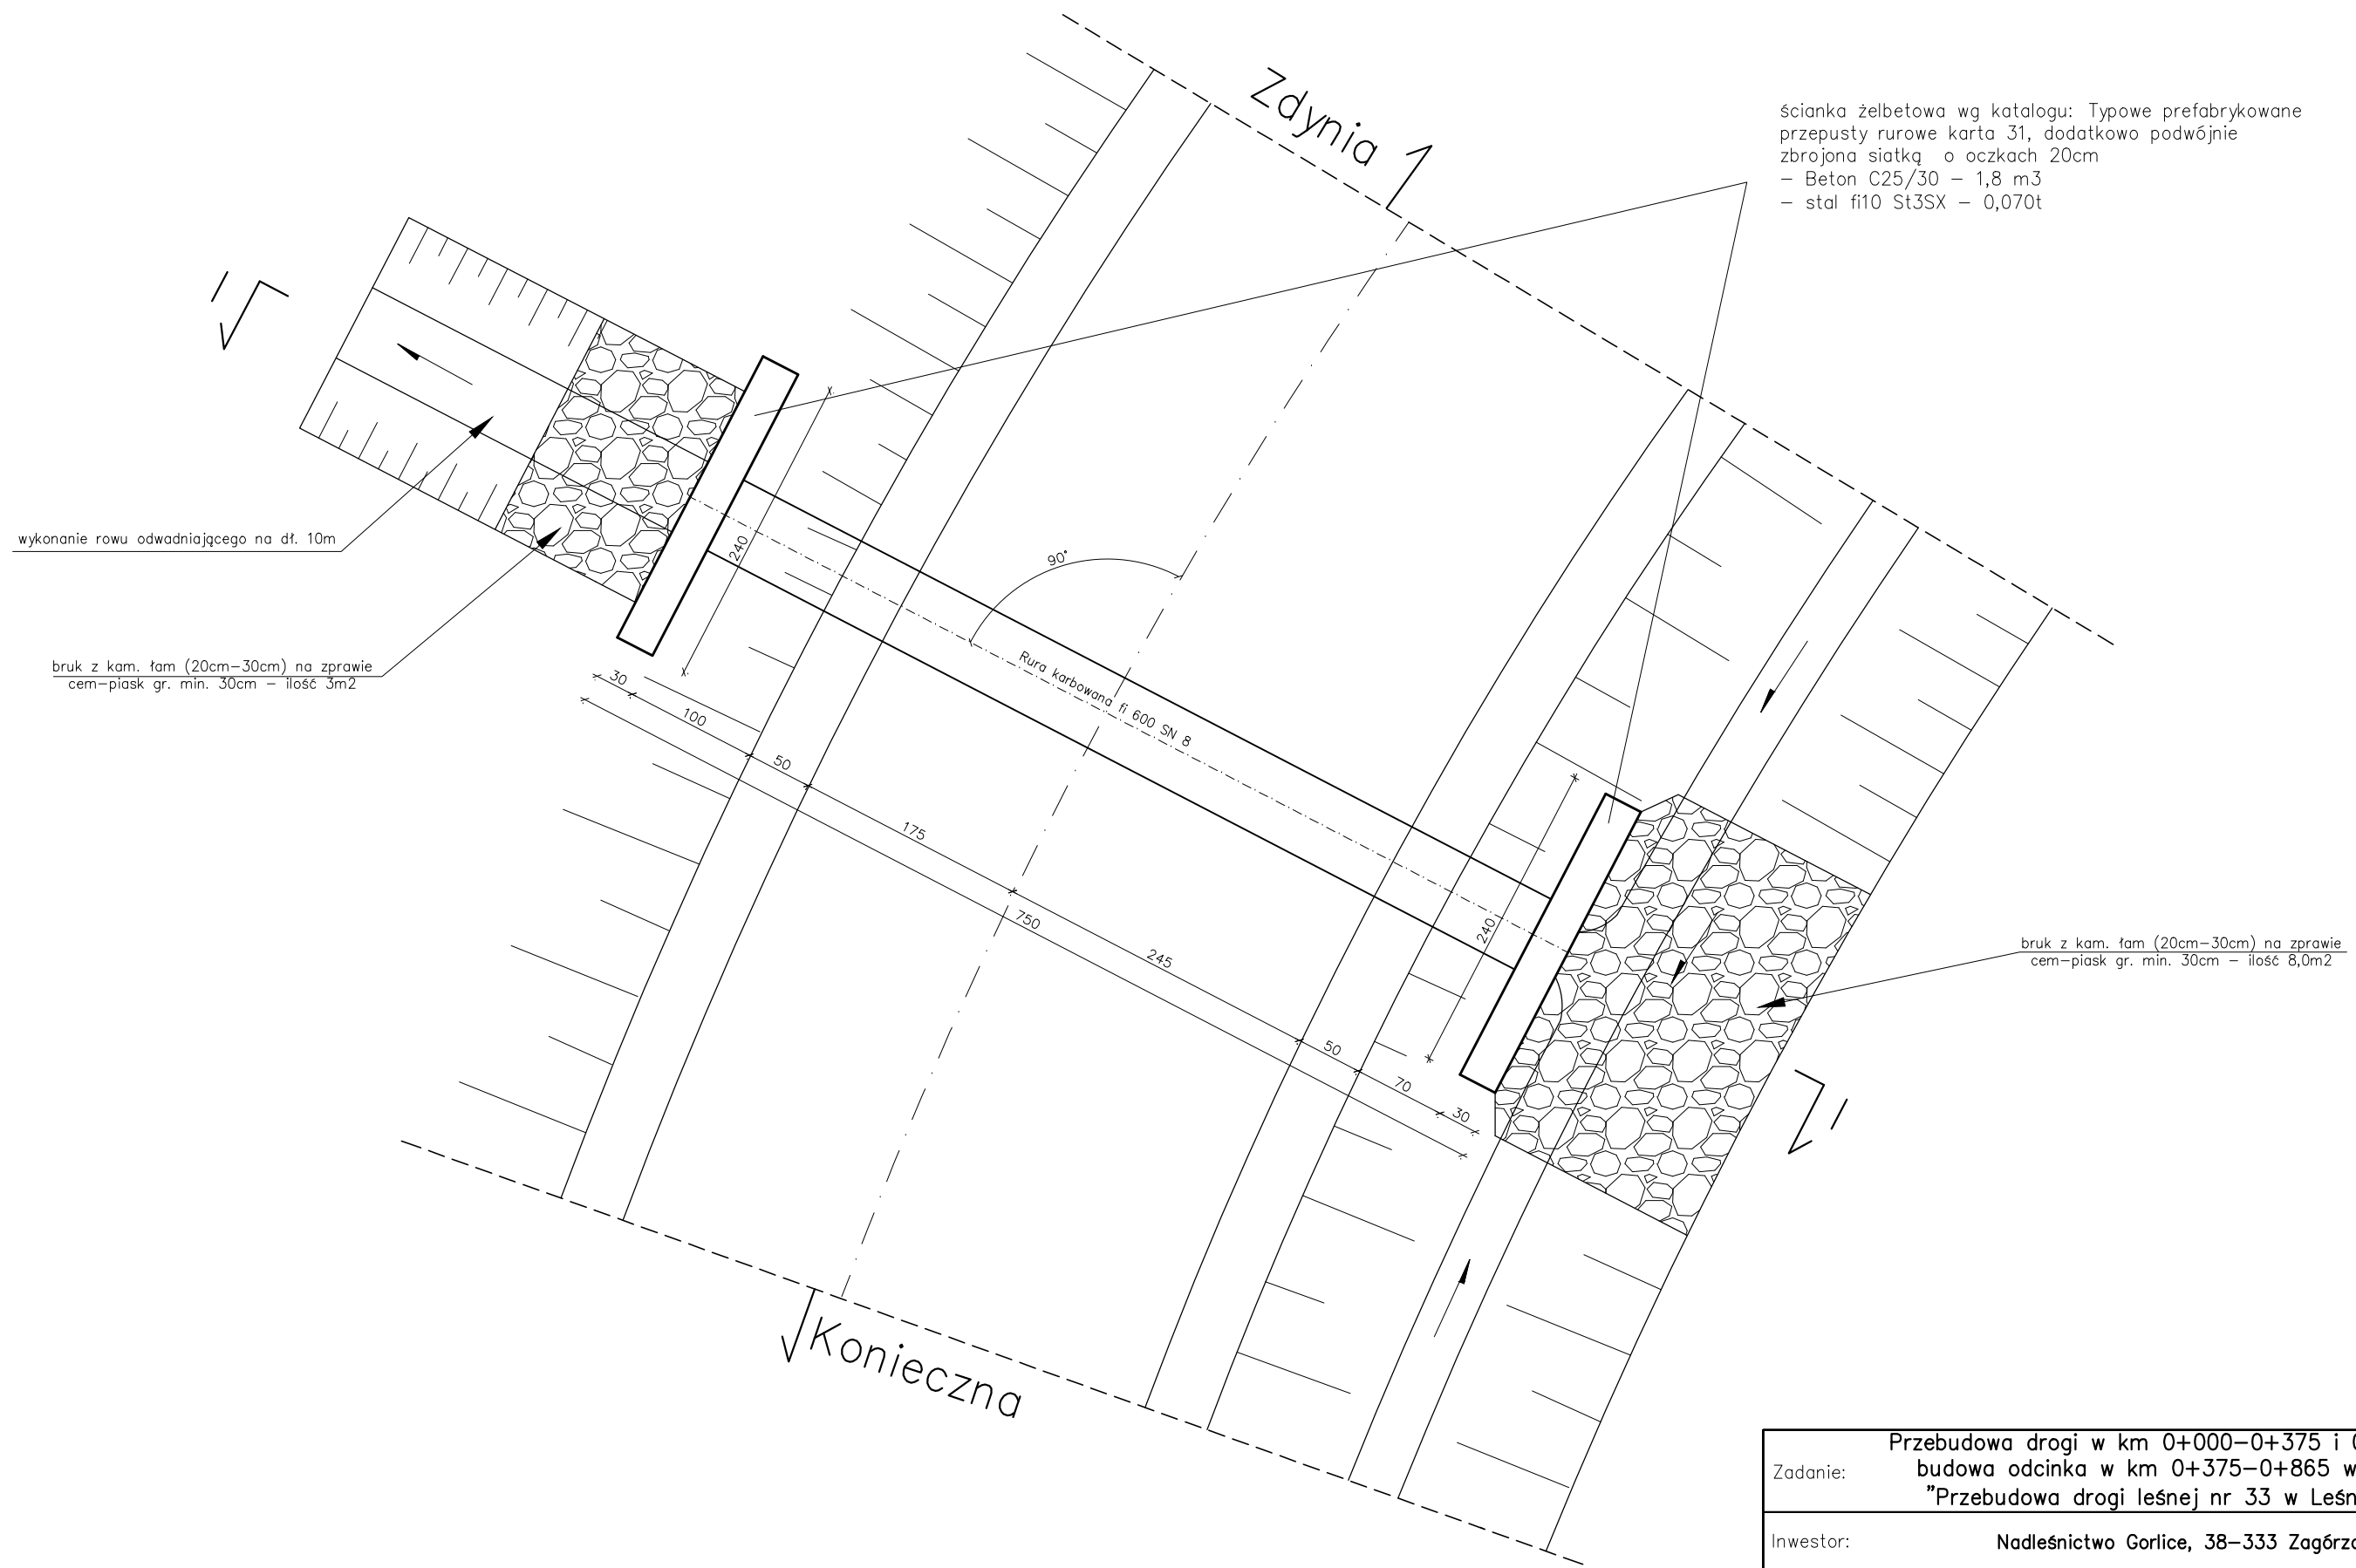 Zdynia
ścianka żelbetowa wg katalogu: Typowe prefabrykowane
przepusty rurowe karta 31, dodatkowo podwójnie
zbrojona siatką o oczkach 20cm
– Beton C25/30 – 1,8 m3
– stal fi10 St3SX – 0,070t
wykonanie rowu odwadniającego na dł. 10m
bruk z kam. łam (20cm–30cm) na zprawie
cem–piask gr. min. 30cm – ilość 3m2
240
90°
Rura karbowana fi 600 SN 8
30
100
50
175
750
245
50
70
30
240
bruk z kam. łam (20cm–30cm) na zprawie
cem–piask gr. min. 30cm – ilość 8,0m2
Konieczna
Zadanie:
Przebudowa drogi w km 0+000–0+375 i
budowa odcinka w km 0+375–0+865
"Przebudowa drogi leśnej nr 33 w
Inwestor:
Nadleśnictwo Gorlice, 38–333